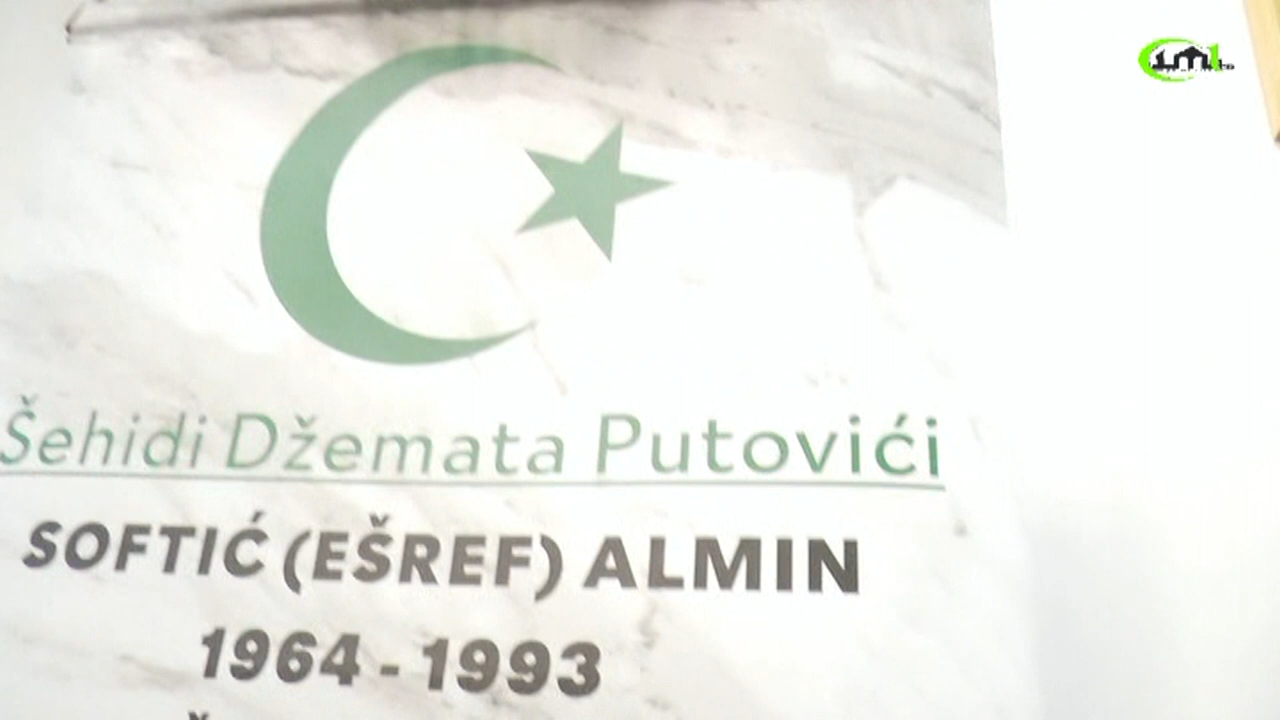 Šehidi Džemata Putovići
SOFTIĆ (EŠREF) ALMIN
1964 - 1993